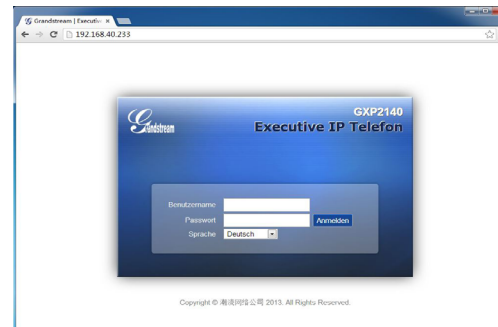 Grandstream | Executive
192.168.40.233
Grandstream
GXP2140
Executive IP Telefon
Benutzername
Passwort
Anmelden
Sprache
Deutsch
Copyright © 潮流网络公司 2013. All Rights Reserved.